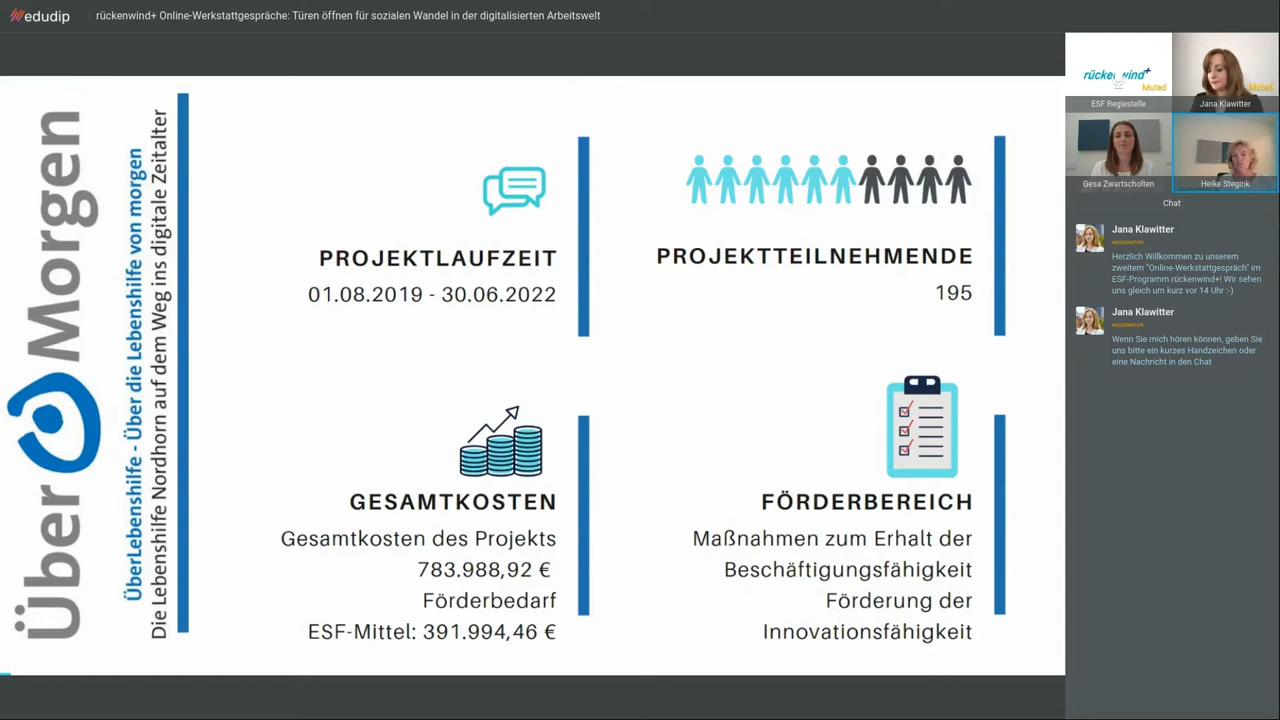 edudip
rückenwind+ Online-Werkstattgespräche: Türen öffnen für sozialen Wandel in der digitalisierten Arbeitswelt
ÜberMorgen
ÜberLebenshilfe - Über die Lebenshilfe von morgen
Die Lebenshilfe Nordhorn auf dem Weg ins digitale Zeitalter
PROJEKTLAUFZEIT
01.08.2019 - 30.06.2022
PROJEKTTEILNEHMENDE
195
GESAMTKOSTEN
Gesamtkosten des Projekts
783.988,92 €
Förderbedarf
ESF-Mittel: 391.994,46 €
FÖRDERBEREICH
Maßnahmen zum Erhalt der
Beschäftigungsfähigkeit
Förderung der
Innovationsfähigkeit
rückenwind+
Muted
ESF Regiestelle
Muted
Jana Klawitter
Gesa Zwartscholten
Heike Stegink
Chat
Jana Klawitter
MODERATOR
Herzlich Willkommen zu unserem
zweitem "Online-Werkstattgespräch" im
ESF-Programm rückenwind+! Wir sehen
uns gleich um kurz vor 14 Uhr :-)
Jana Klawitter
MODERATOR
Wenn Sie mich hören können, geben Sie
uns bitte ein kurzes Handzeichen oder
eine Nachricht in den Chat